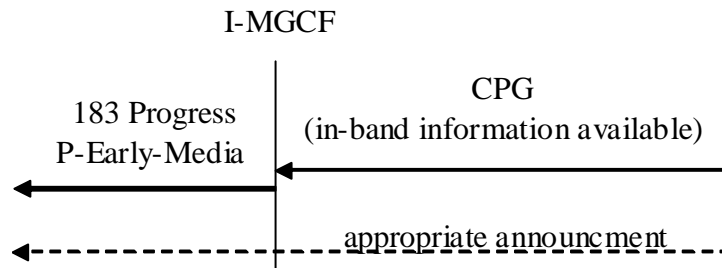 I-MGCF
183 Progress
P-Early-Media
CPG
(in-band information available)
appropriate announcment